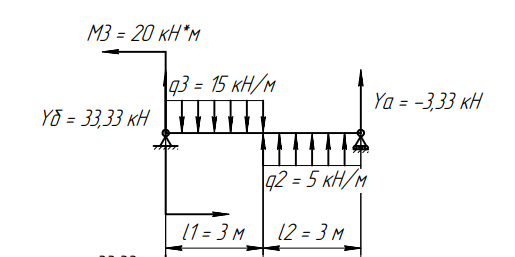 M3 = 20 кН*м
q3 = 15 кН/м
Yб = 33,33 кН
Yа = -3,33 кН
q2 = 5 кН/м
l1 = 3 м
l2 = 3 м